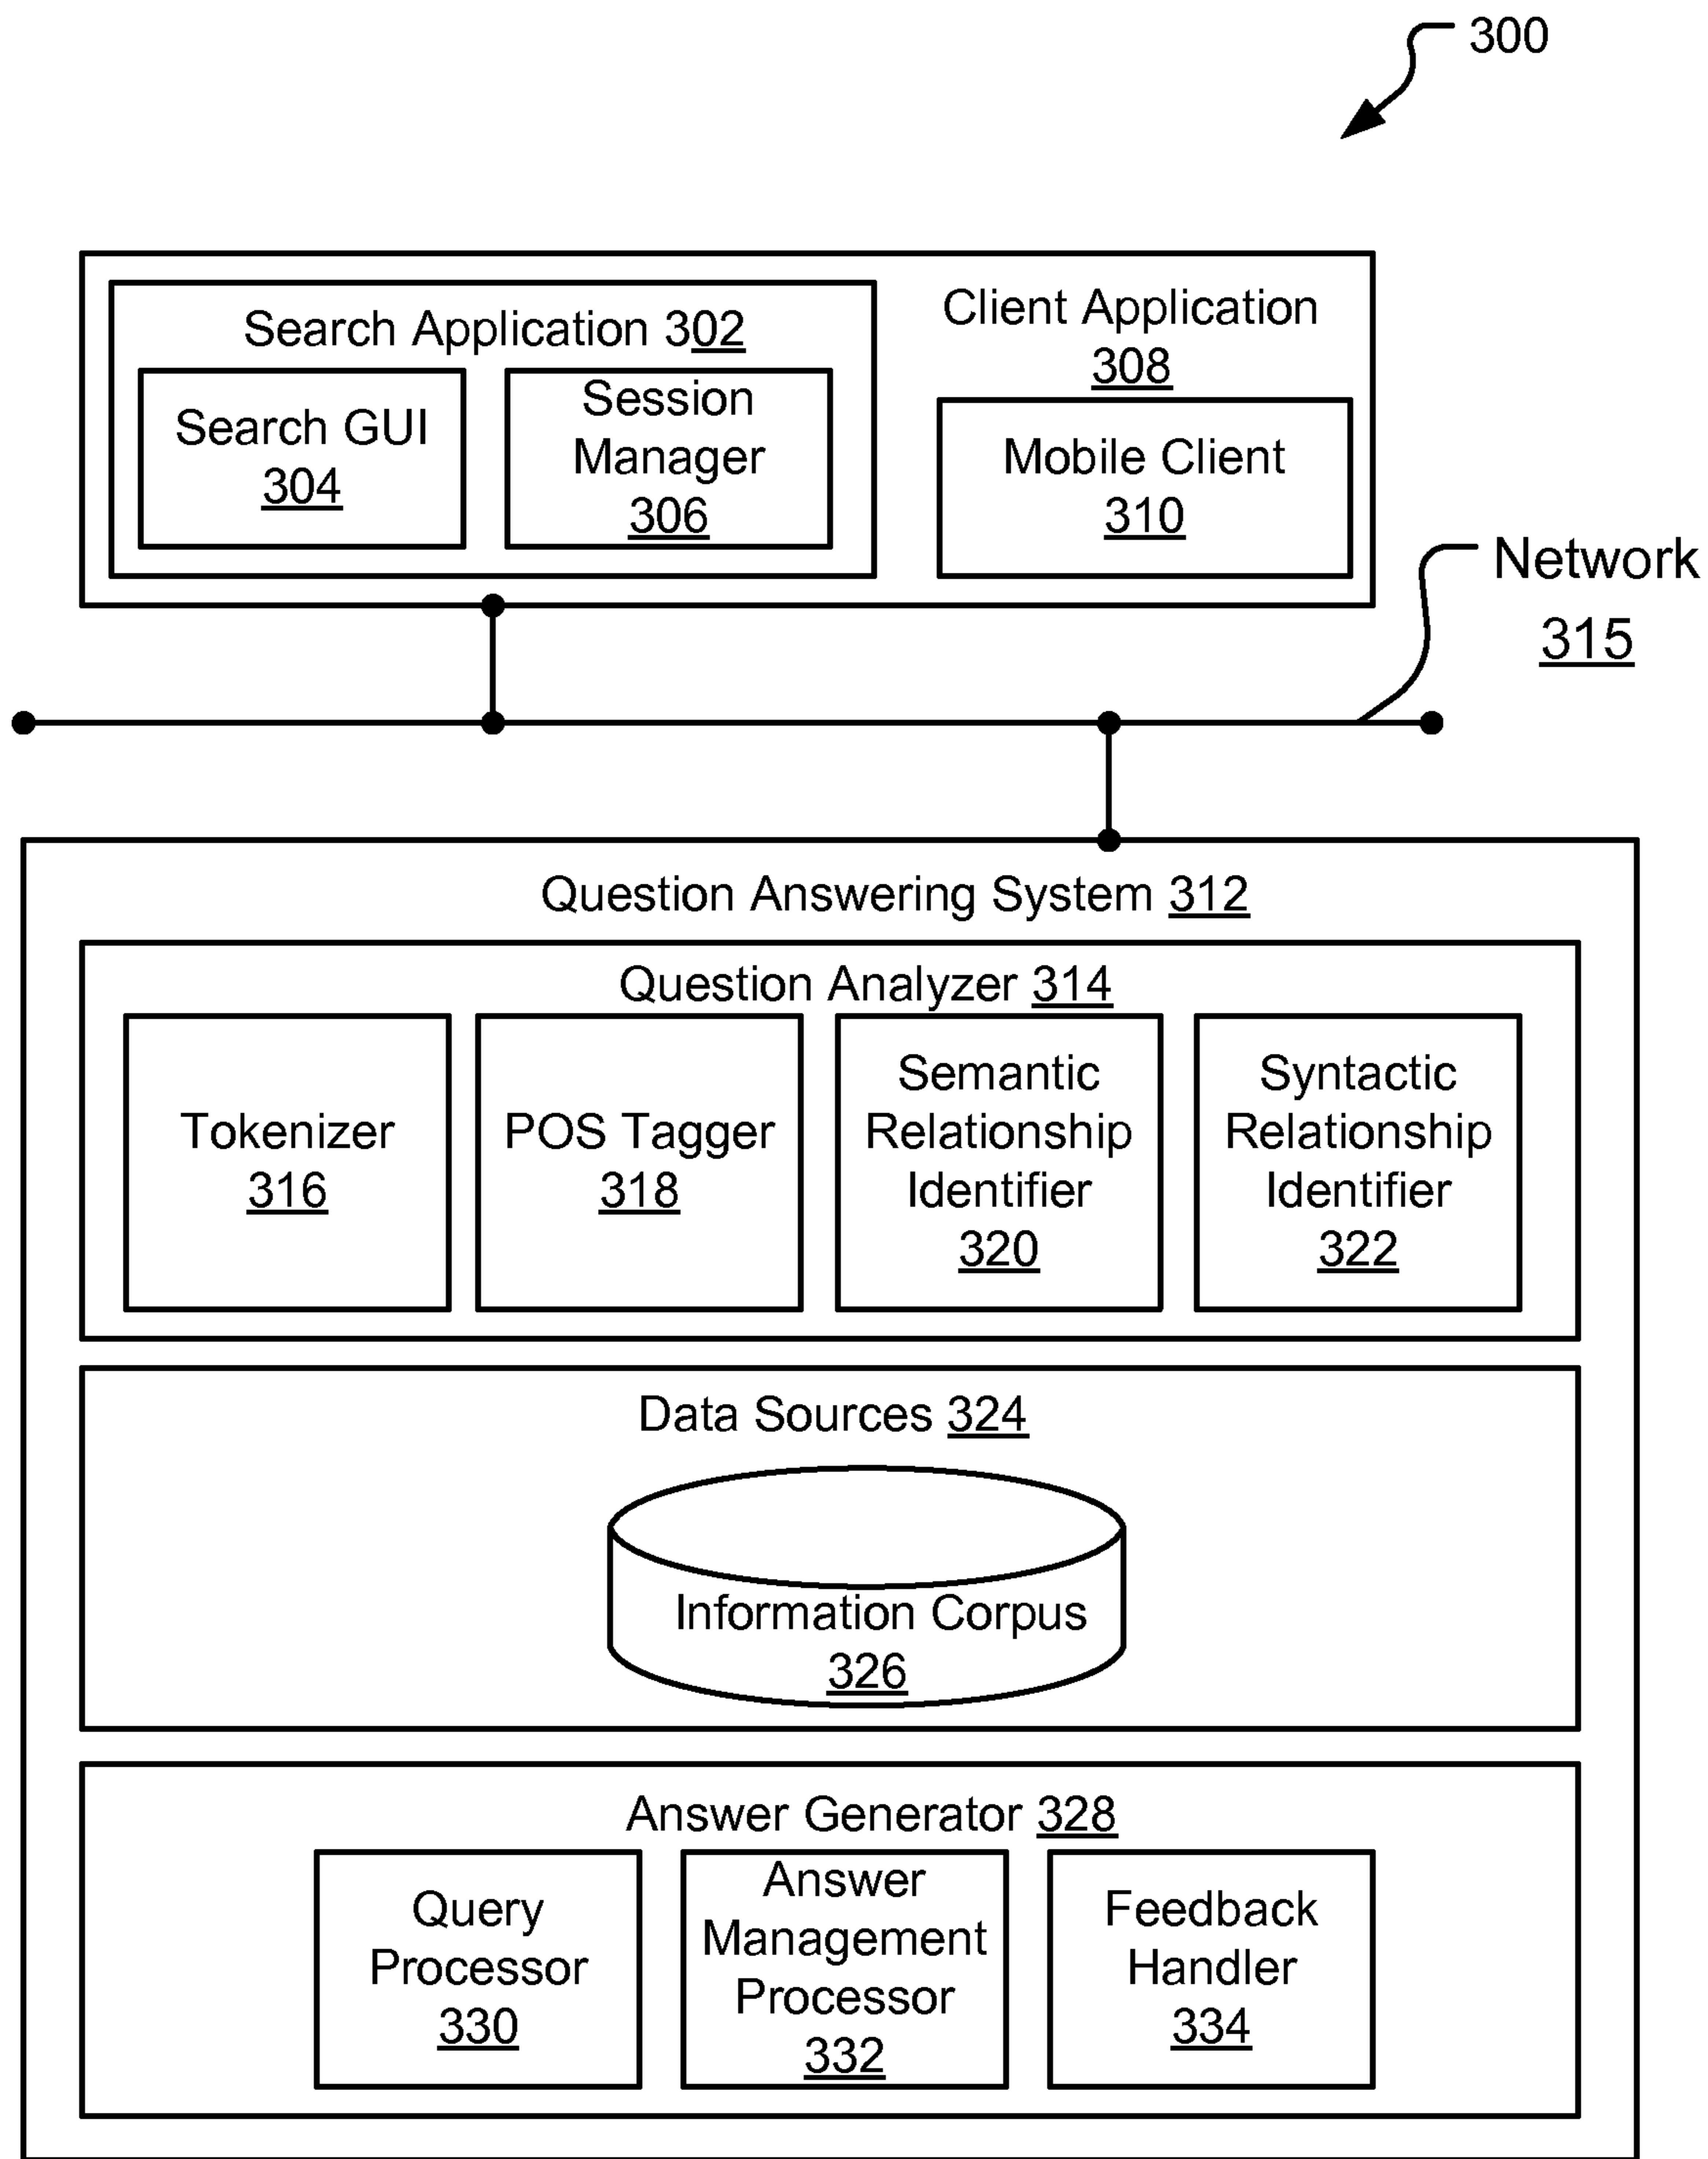 300
Search Application 302
Client Application
308
Search GUI
304
Session
Manager
306
Mobile Client
310
Network
315
Question Answering System 312
Question Analyzer 314
Tokenizer
316
POS Tagger
318
Semantic
Relationship
Identifier
320
Syntactic
Relationship
Identifier
322
Data Sources 324
Information Corpus
326
Answer Generator 328
Query
Processor
330
Answer
Management
Processor
332
Feedback
Handler
334